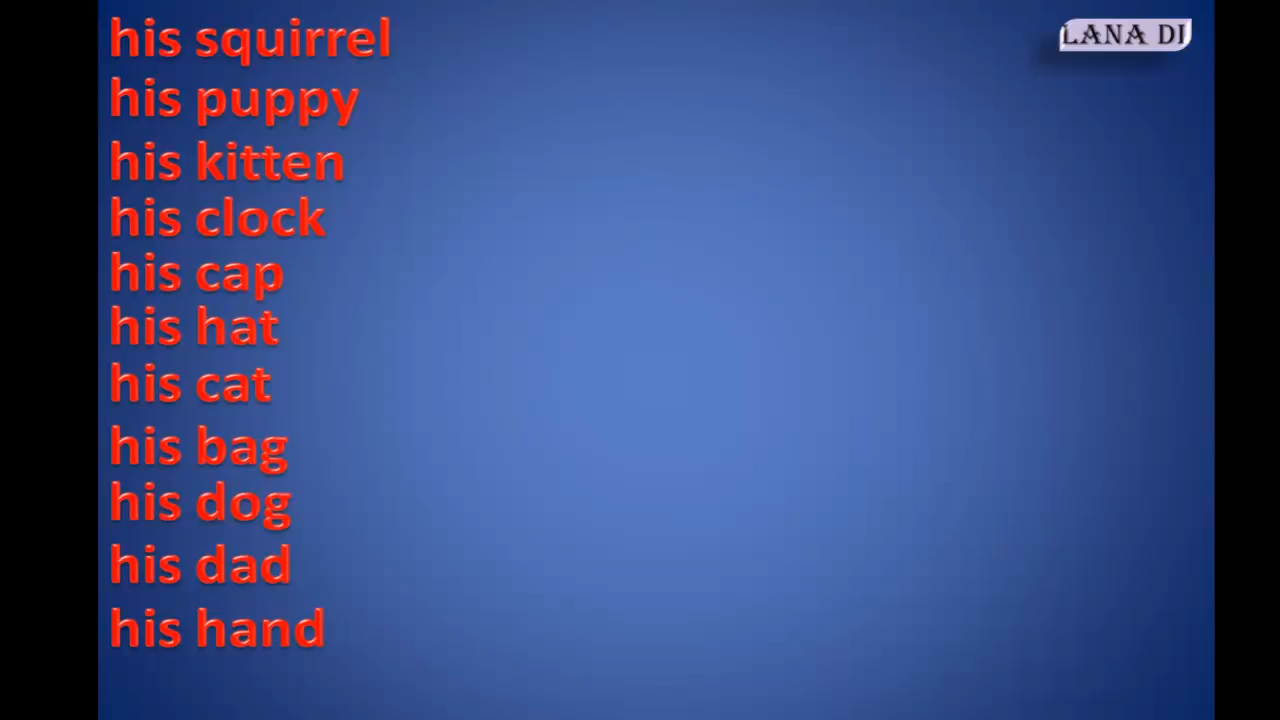 his squirrel
LANA DI
his puppy
his kitten
his clock
his cap
his hat
his cat
his bag
his dog
his dad
his hand